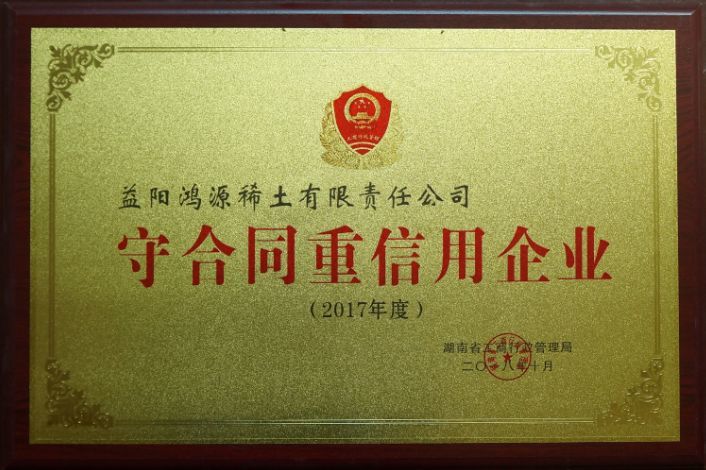 益阳鸿源稀土有限责任公司
守合同重信用企业
（2017年度）
湖南省工商行政管理局
二〇一八年十月